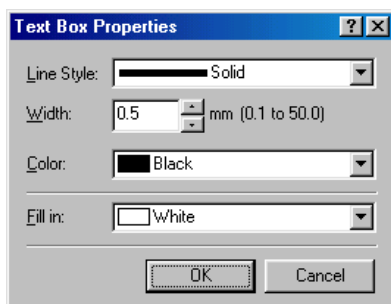 Text Box Properties ? X
Line Style: Solid
Width: 0.5 mm (0.1 to 50.0)
Color: Black
Fill in: White
OK Cancel